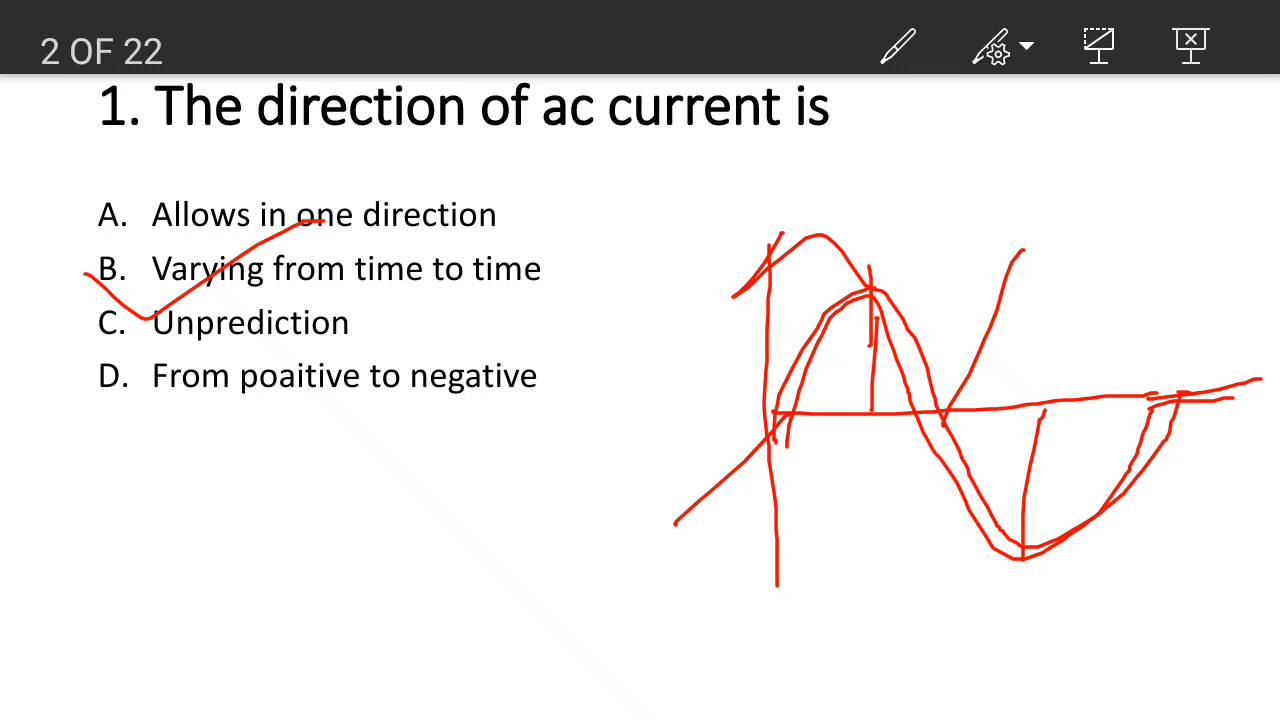 2 OF 22
1. The direction of ac current is
A. Allows in one direction
B. Varying from time to time
C. Unprediction
D. From poaitive to negative